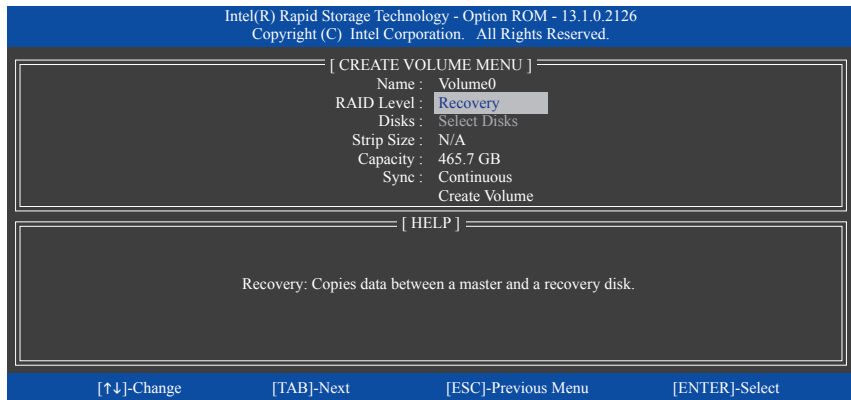 Intel(R) Rapid Storage Technology - Option ROM - 13.1.0.2126
Copyright (C) Intel Corporation. All Rights Reserved.
[ CREATE VOLUME MENU ]
Name : Volume0
RAID Level : Recovery
Disks : Select Disks
Strip Size : N/A
Capacity : 465.7 GB
Sync : Continuous
Create Volume
[ HELP ]
Recovery: Copies data between a master and a recovery disk.
[↑↓]-Change [TAB]-Next [ESC]-Previous Menu [ENTER]-Select